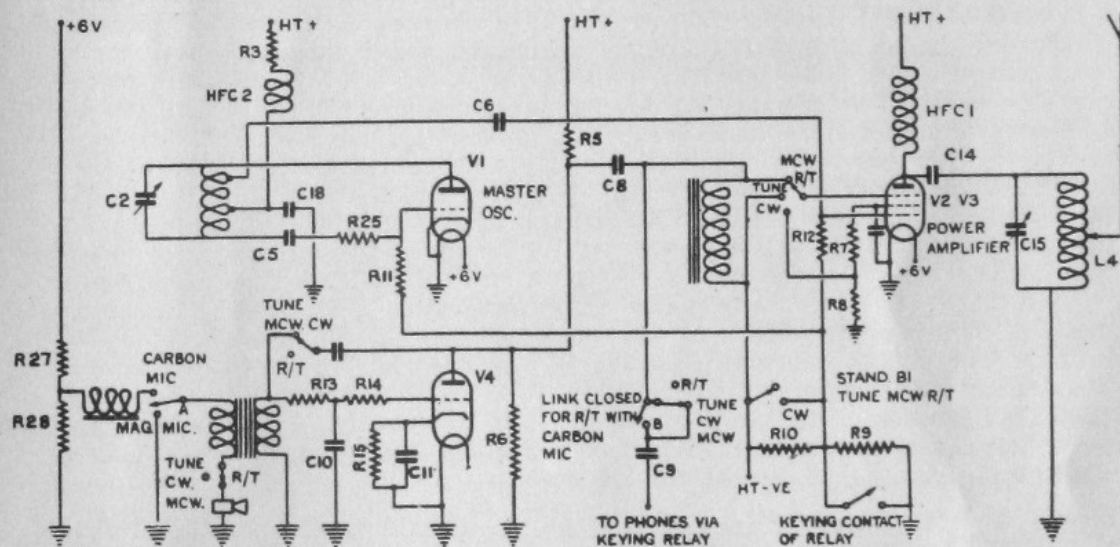 +6V
HT+
HT+
HT+
R3
HFC2
C6
HFC1
R5
V1
MASTER
OSC.
C8
MCW
R/T
TUNE
CW
C14
C2
C18
R25
C5
R11
+6V
R12
R7
V2 V3
POWER
AMPLIFIER
+6V
R8
C15
L4
TUNE
MCW. CW
R/T
R27
R28
CARBON
MIC
MAG. MIC.
A
R13
R14
V4
C10
R15
C11
R6
TUNE
CW.
MCW.
R/T
LINK CLOSED
FOR R/T WITH
CARBON
MIC
R/T
TUNE
CW
MCW
B
C9
STAND. BI
TUNE MCW R/T
CW
R10
R9
HT-VE
TO PHONES VIA
KEYING RELAY
KEYING CONTACT
OF RELAY